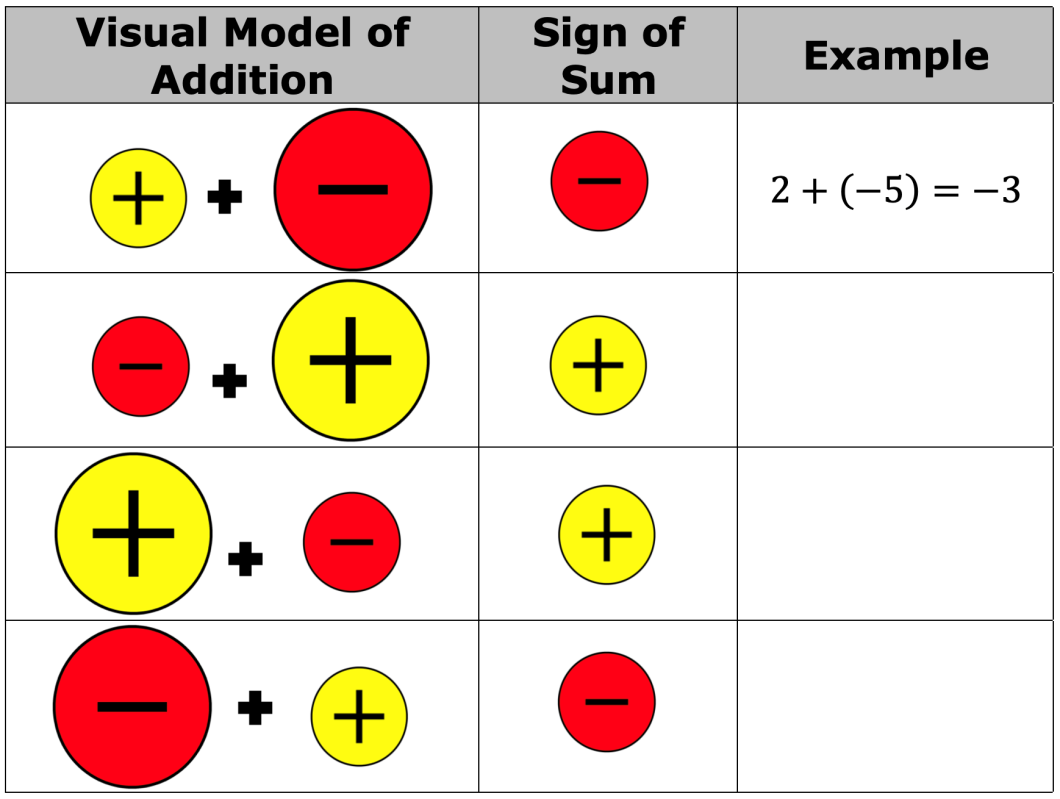 Visual Model of
Addition
Sign of
Sum
Example
+ + −
−
2 + (−5) = −3
− + +
+
+ + −
+
− + +
−